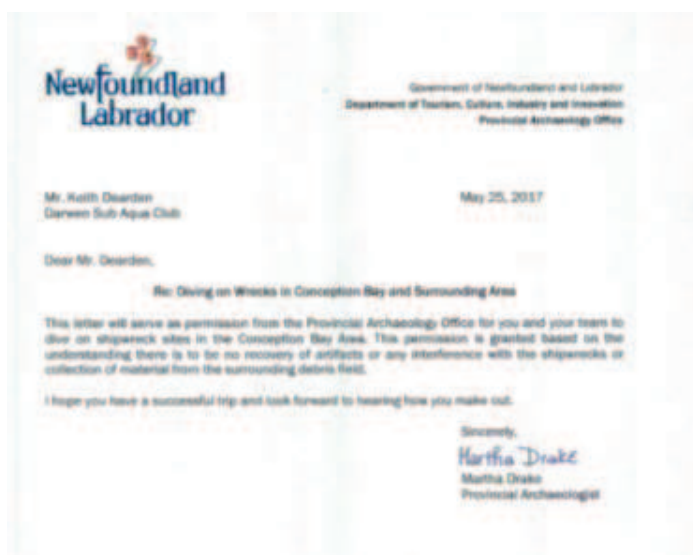 Newfoundland
Labrador
Government of Newfoundland and Labrador
Department of Tourism, Culture, Industry and Innovation
Provincial Archaeology Office
Mr. Keith Dearden
Darwen Sub Aqua Club
May 25, 2017
Dear Mr. Dearden,
Re: Diving on Wrecks in Conception Bay and Surrounding Area
This letter will serve as permission from the Provincial Archaeology Office for you and your team to
dive on shipwreck sites in the Conception Bay Area. This permission is granted based on the
understanding there is to be no recovery of artifacts or any interference with the shipwrecks or
collection of material from the surrounding debris field.
I hope you have a successful trip and look forward to hearing how you make out.
Sincerely,
Martha Drake
Martha Drake
Provincial Archaeologist